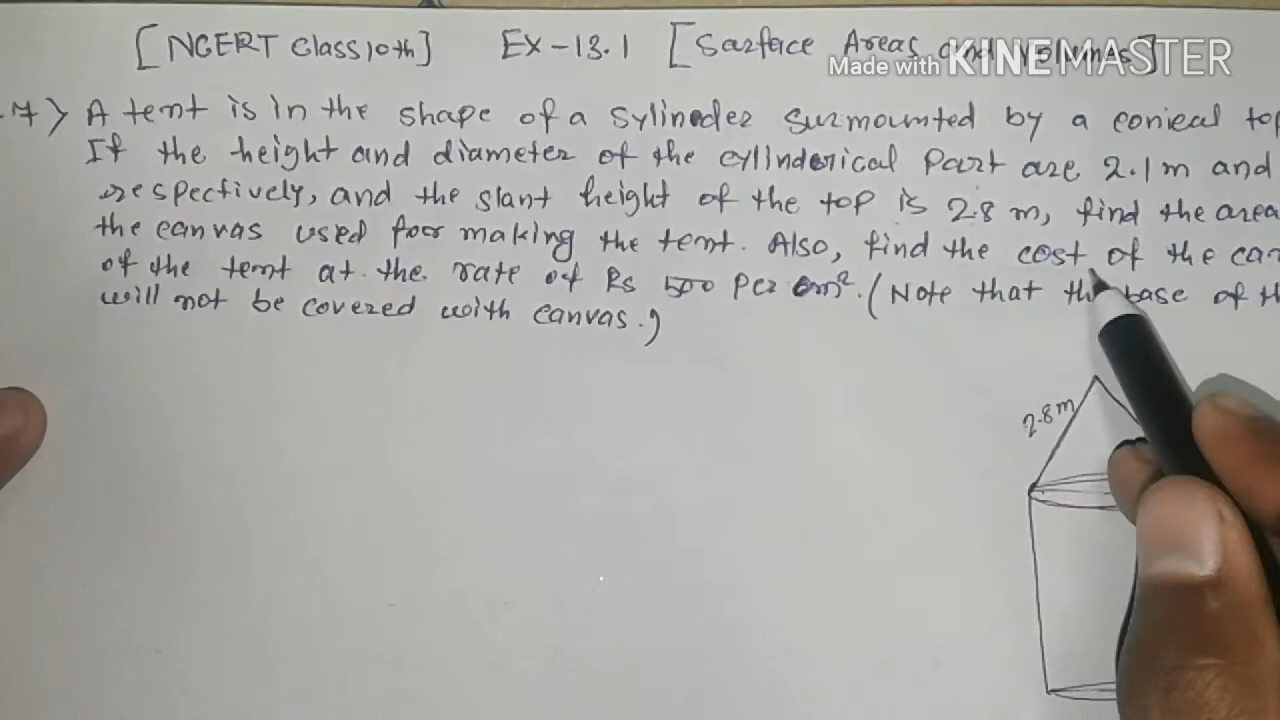 [NCERT Class 10th] Ex-13.1 [Surface Areas and Volumes]
Made with KINEMASTER
7) A tent is in the shape of a Sylinder surmounted by a conical top
If the height and diameter of the cylinderical Part are 2.1 m and
respectively, and the slant height of the top is 2.8 m, find the area
the canvas used for making the tent. Also, find the cost of the
of the tent at the rate of Rs 500 Per m². (Note that the base of
will not be covered with canvas.)
2.8 m